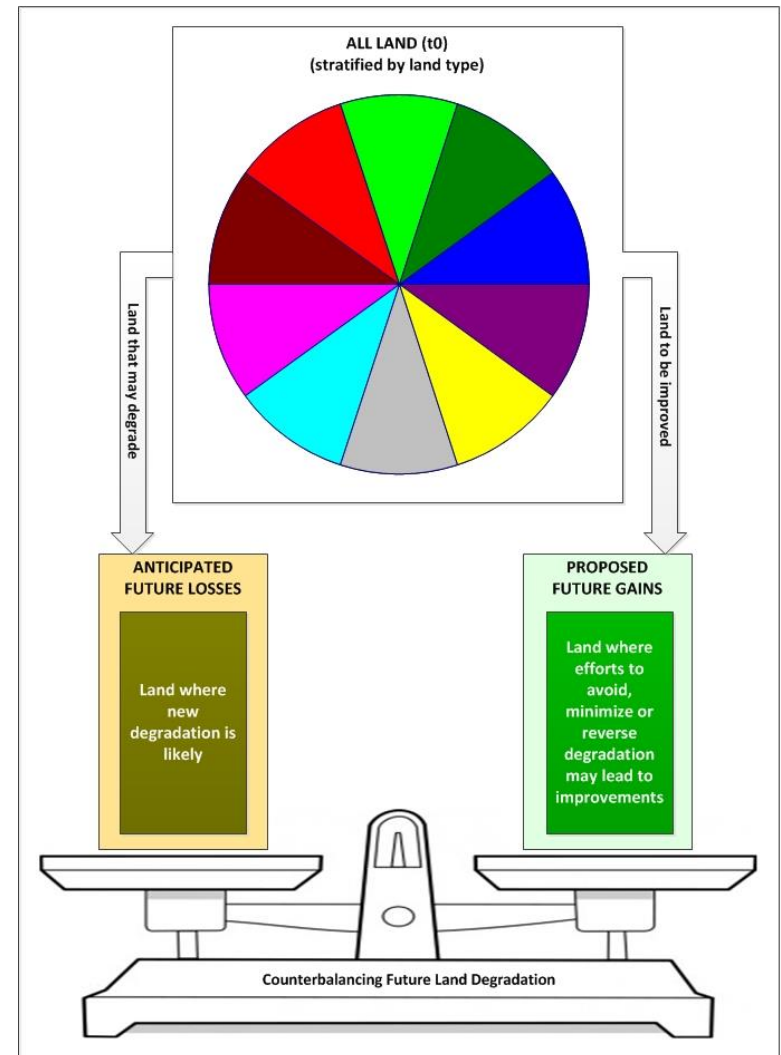 ALL LAND (t0)
(stratified by land type)
Land that may degrade
Land to be improved
ANTICIPATED
FUTURE LOSSES
Land where
new
degradation is
likely
PROPOSED
FUTURE GAINS
Land where
efforts to
avoid,
minimize or
reverse
degradation
may lead to
improvements
Counterbalancing Future Land Degradation